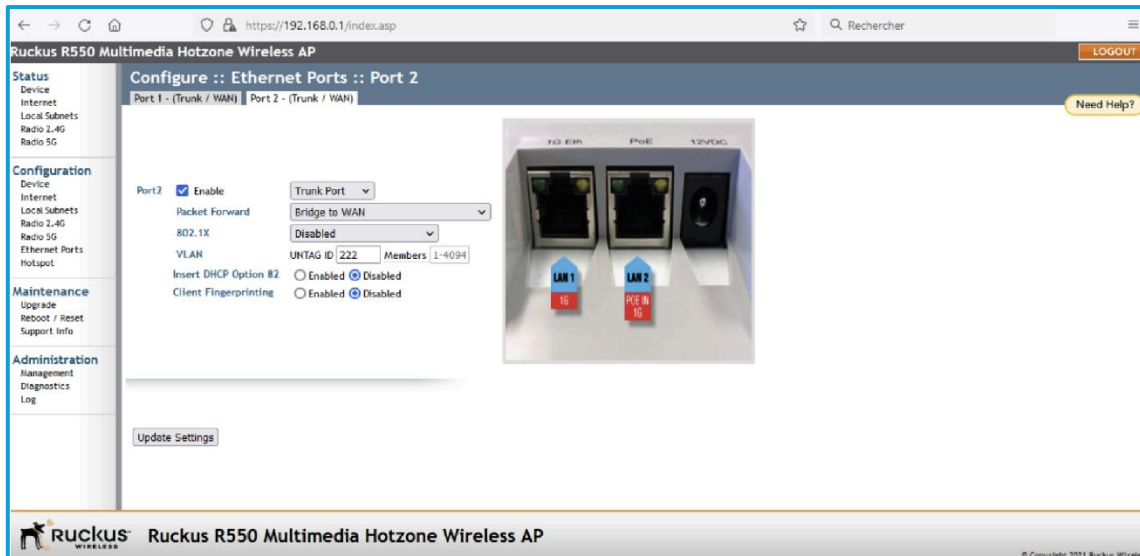 https://192.168.0.1/index.asp
Rechercher
Ruckus R550 Multimedia Hotzone Wireless AP
LOGOUT
Status
Device
Internet
Local Subnets
Radio 2.4G
Radio 5G
Configuration
Device
Internet
Local Subnets
Radio 2.4G
Radio 5G
Ethernet Ports
Hotspot
Maintenance
Upgrade
Reboot / Reset
Support Info
Administration
Management
Diagnostics
Log
Configure :: Ethernet Ports :: Port 2
Port 1 - (Trunk / WAN) Port 2 - (Trunk / WAN)
Need Help?
Port2 Enable Trunk Port
Packet Forward Bridge to WAN
802.1X Disabled
VLAN UNTAG ID 222 Members 1-4094
Insert DHCP Option 82 Enabled Disabled
Client Fingerprinting Enabled Disabled
1G Eth PoE 12VDC
LAN 1 LAN 2
1G POE IN
1G
Update Settings
RUCKUS WIRELESS Ruckus R550 Multimedia Hotzone Wireless AP
© Copyright 2021 Ruckus